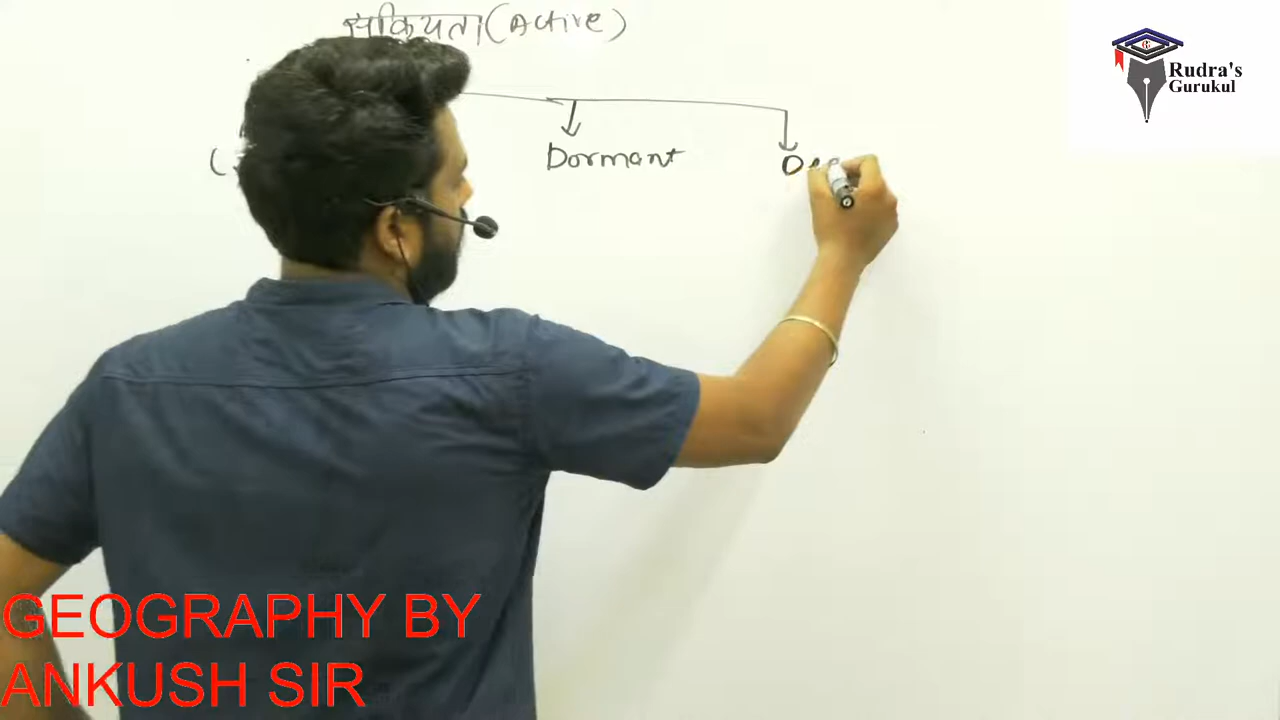 सक्रियता (Active)
Dormant
Rudra's
Gurukul
GEOGRAPHY BY
ANKUSH SIR